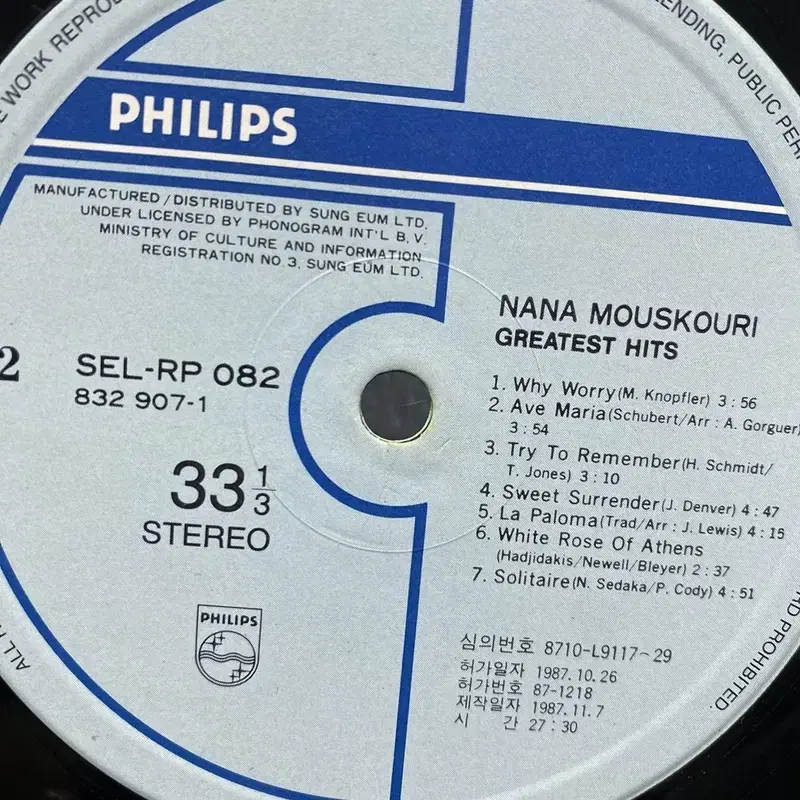 WORK REPROD
LENDING, PUBLIC PER
PHILIPS
MANUFACTURED/DISTRIBUTED BY SUNG EUM LTD.
UNDER LICENSED BY PHONOGRAM INT'L B.V.
MINISTRY OF CULTURE AND INFORMATION
REGISTRATION NO.3, SUNG EUM LTD.
2
SEL-RP 082
832 907-1
33 1/3
STEREO
PHILIPS
NANA MOUSKOURI
GREATEST HITS
1. Why Worry(M. Knopfler) 3:56
2. Ave Maria(Schubert/Arr : A. Gorguer)
3:54
3. Try To Remember(H. Schmidt/
T. Jones) 3:10
4. Sweet Surrender(J. Denver) 4:47
5. La Paloma(Trad/Arr : J. Lewis) 4:15
6. White Rose Of Athens
(Hadjidakis/Newell/Bleyer) 2:37
7. Solitaire(N. Sedaka/P. Cody) 4:51
심의번호 8710-L9117~29
허가일자 1987.10.26
허가번호 87-1218
제작일자 1987.11.7
시 간 27:30
ALL
PROHIBITED.